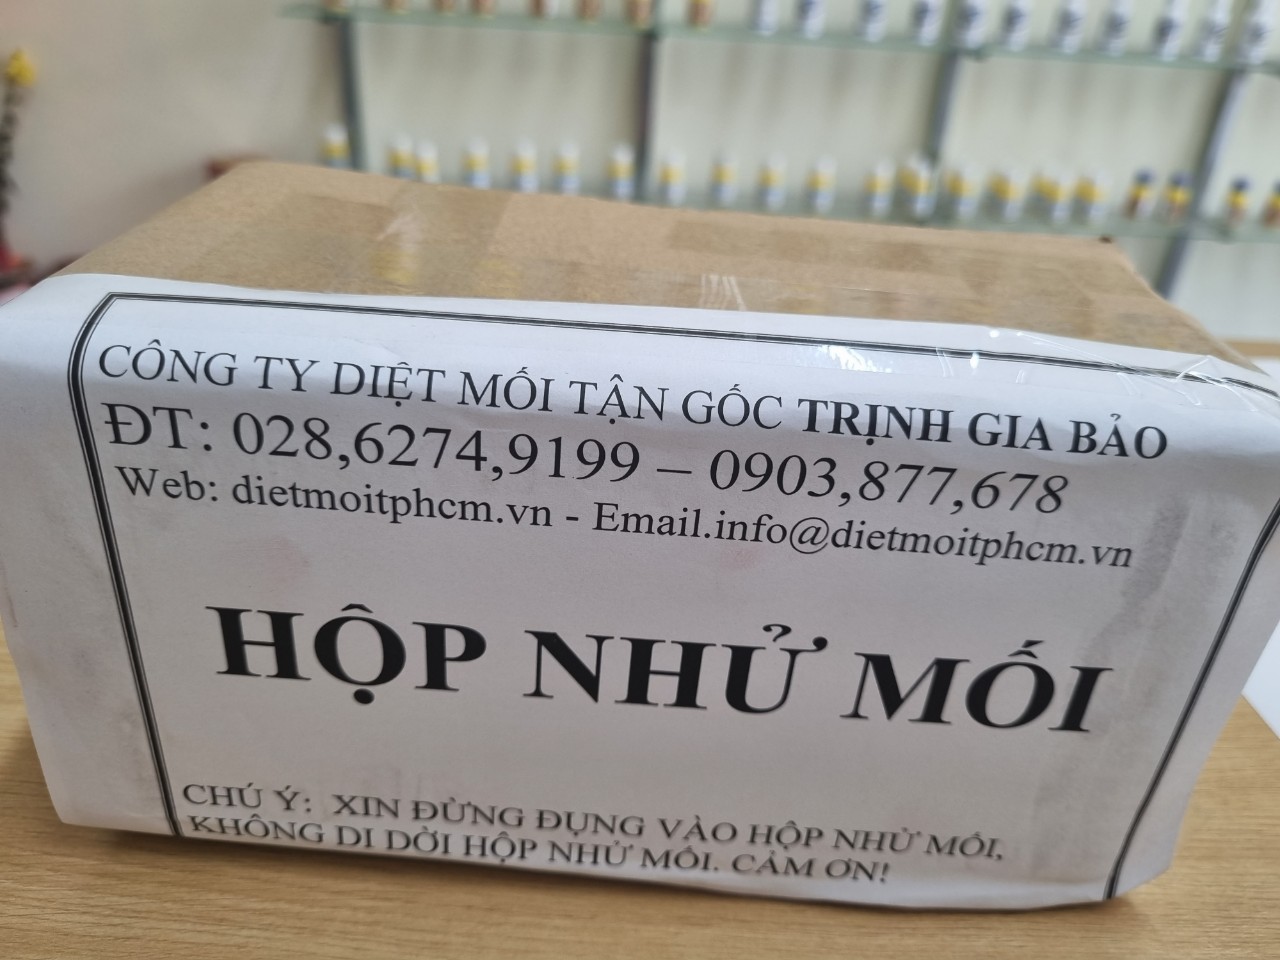 CÔNG TY DIỆT MỐI TẬN GỐC TRỊNH GIA BẢO
ĐT: 028,6274,9199 – 0903,877,678
Web: dietmoitphcm.vn - Email.info@dietmoitphcm.vn
HỘP NHỬ MỐI
CHÚ Ý: XIN ĐỪNG ĐỤNG VÀO HỘP NHỬ MỐI,
KHÔNG DI DỜI HỘP NHỬ MỐI. CẢM ƠN!